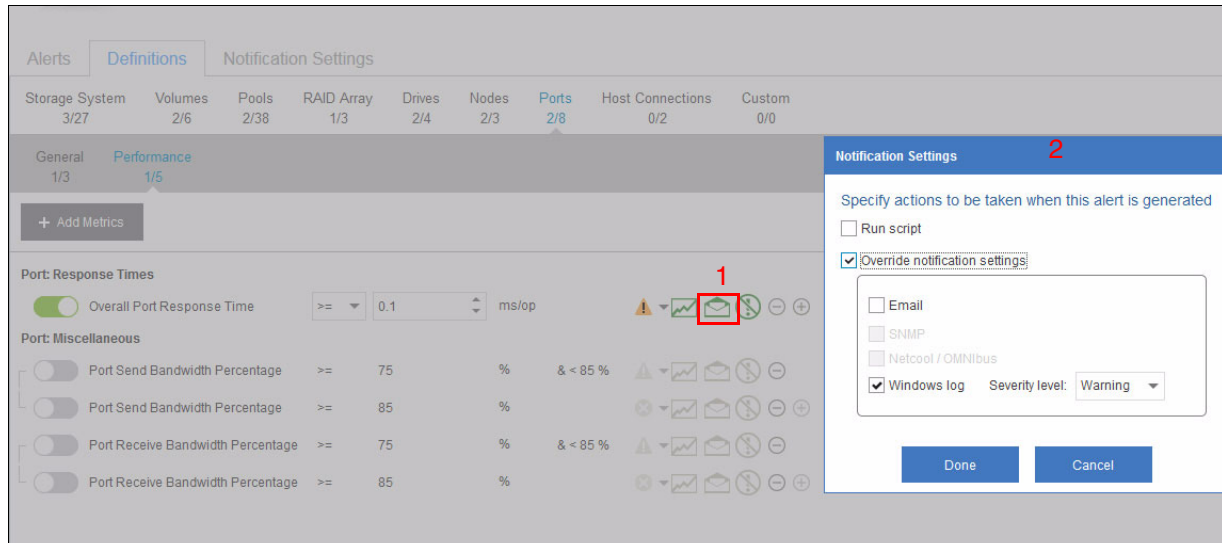 Alerts Definitions Notification Settings
Storage System Volumes Pools RAID Array Drives Nodes Ports Host Connections Custom
3/27 2/6 2/38 1/3 2/4 2/3 2/8 0/2 0/0
General Performance
1/3 1/5
+ Add Metrics
Port: Response Times
1
Overall Port Response Time >= 0.1 ms/op
Port: Miscellaneous
Port Send Bandwidth Percentage >= 75 % & < 85 %
Port Send Bandwidth Percentage >= 85 %
Port Receive Bandwidth Percentage >= 75 % & < 85 %
Port Receive Bandwidth Percentage >= 85 %
Notification Settings 2
Specify actions to be taken when this alert is generated
Run script
Override notification settings
Email
SNMP
Netcool / OMNIbus
Windows log Severity level: Warning
Done Cancel